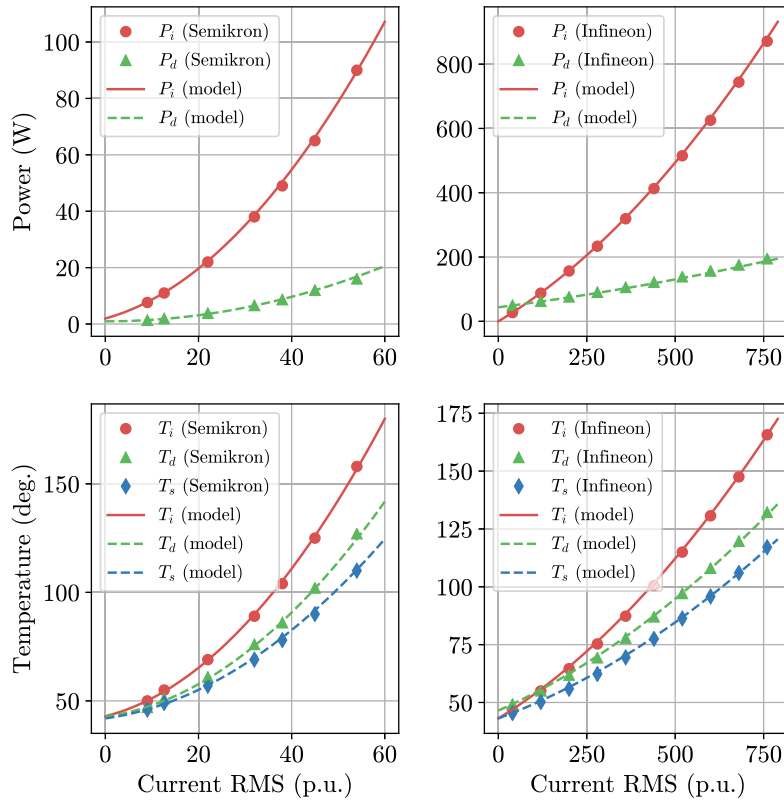 100
80
60
40
20
0
0 20 40 60
Power (W)
P_i (Semikron)
P_d (Semikron)
P_i (model)
P_d (model)
800
600
400
200
0
0 250 500 750
P_i (Infineon)
P_d (Infineon)
P_i (model)
P_d (model)
150
100
50
0 20 40 60
Temperature (deg.)
Current RMS (p.u.)
T_i (Semikron)
T_d (Semikron)
T_s (Semikron)
T_i (model)
T_d (model)
T_s (model)
175
150
125
100
75
50
0 250 500 750
Current RMS (p.u.)
T_i (Infineon)
T_d (Infineon)
T_s (Infineon)
T_i (model)
T_d (model)
T_s (model)